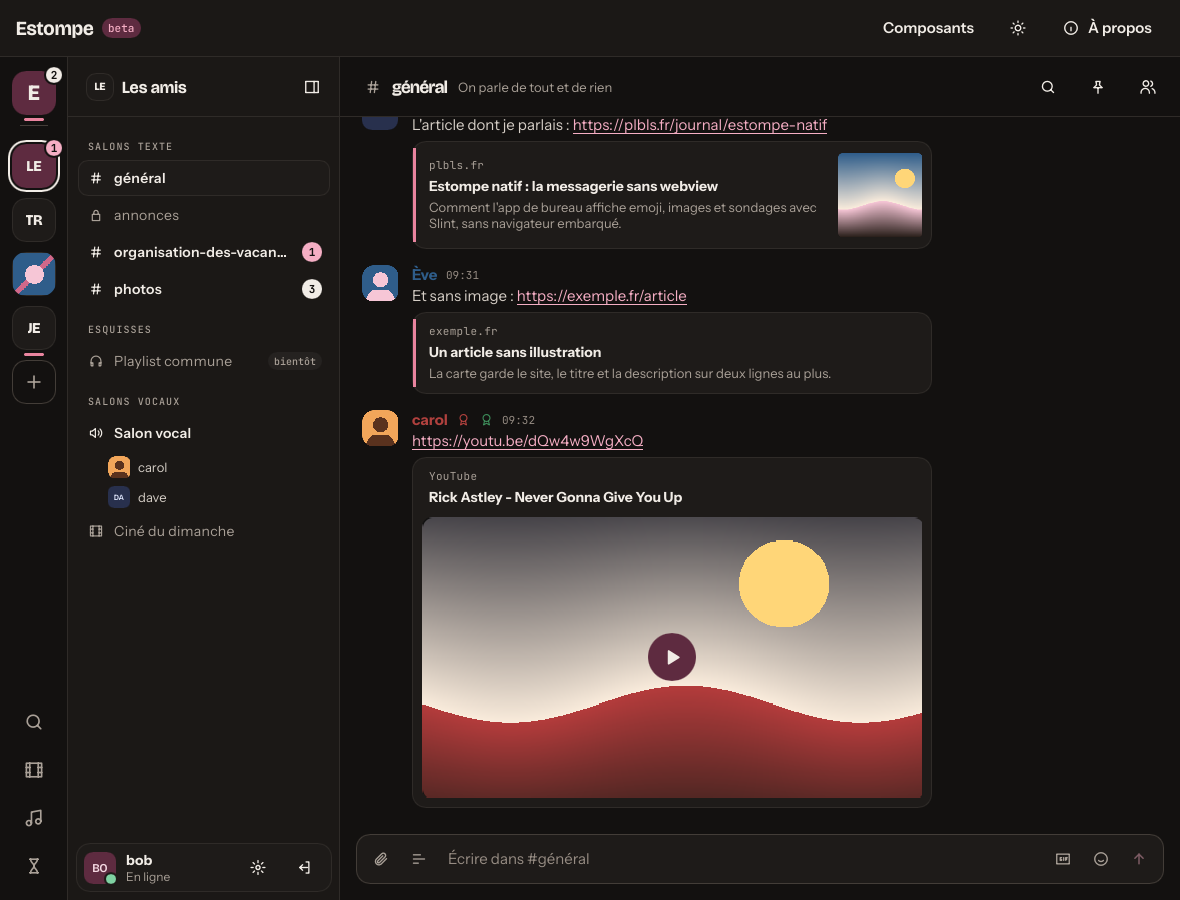 Estompe beta
Composants
À propos
E 2
LE 1
TR
JE
LE Les amis
SALONS TEXTE
# général
annonces
# organisation-des-vacan... 1
# photos 3
ESQUISSES
Playlist commune bientôt
SALONS VOCAUX
Salon vocal
carol
DA dave
Ciné du dimanche
BO bob
En ligne
# général On parle de tout et de rien
L'article dont je parlais : https://plbls.fr/journal/estompe-natif
plbls.fr
Estompe natif : la messagerie sans webview
Comment l'app de bureau affiche emoji, images et sondages avec
Slint, sans navigateur embarqué.
Ève 09:31
Et sans image : https://exemple.fr/article
exemple.fr
Un article sans illustration
La carte garde le site, le titre et la description sur deux lignes au plus.
carol 09:32
https://youtu.be/dQw4w9WgXcQ
YouTube
Rick Astley - Never Gonna Give You Up
Écrire dans #général
GIF